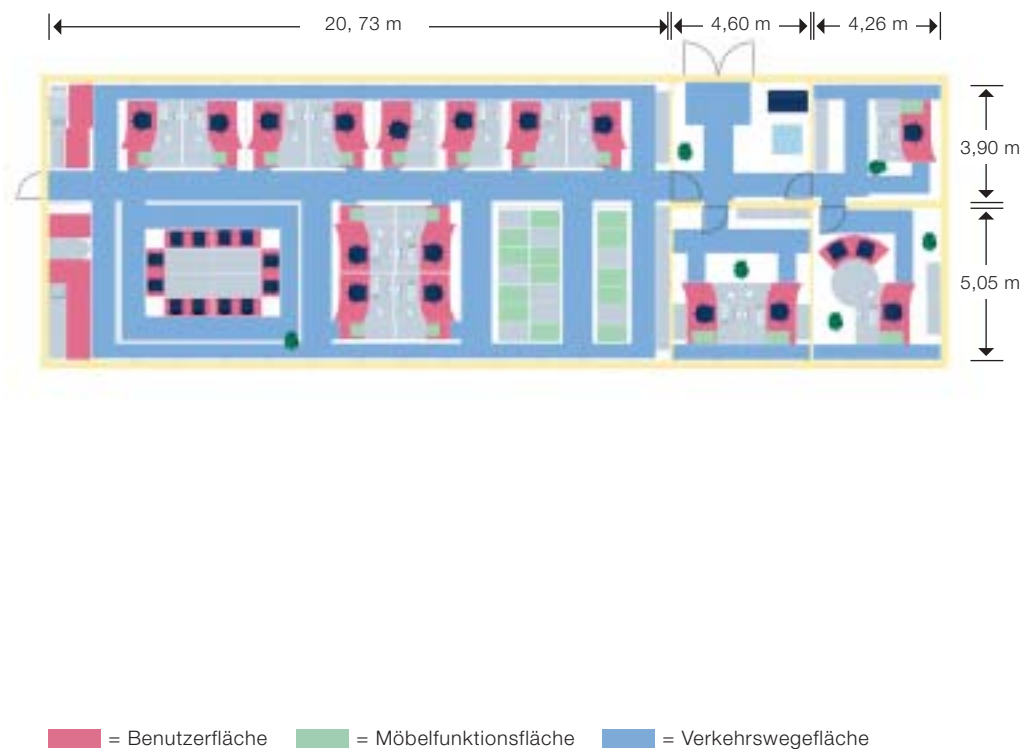 20, 73 m 4,60 m 4,26 m
3,90 m
5,05 m
= Benutzerfläche = Möbelfunktionsfläche = Verkehrswegefläche